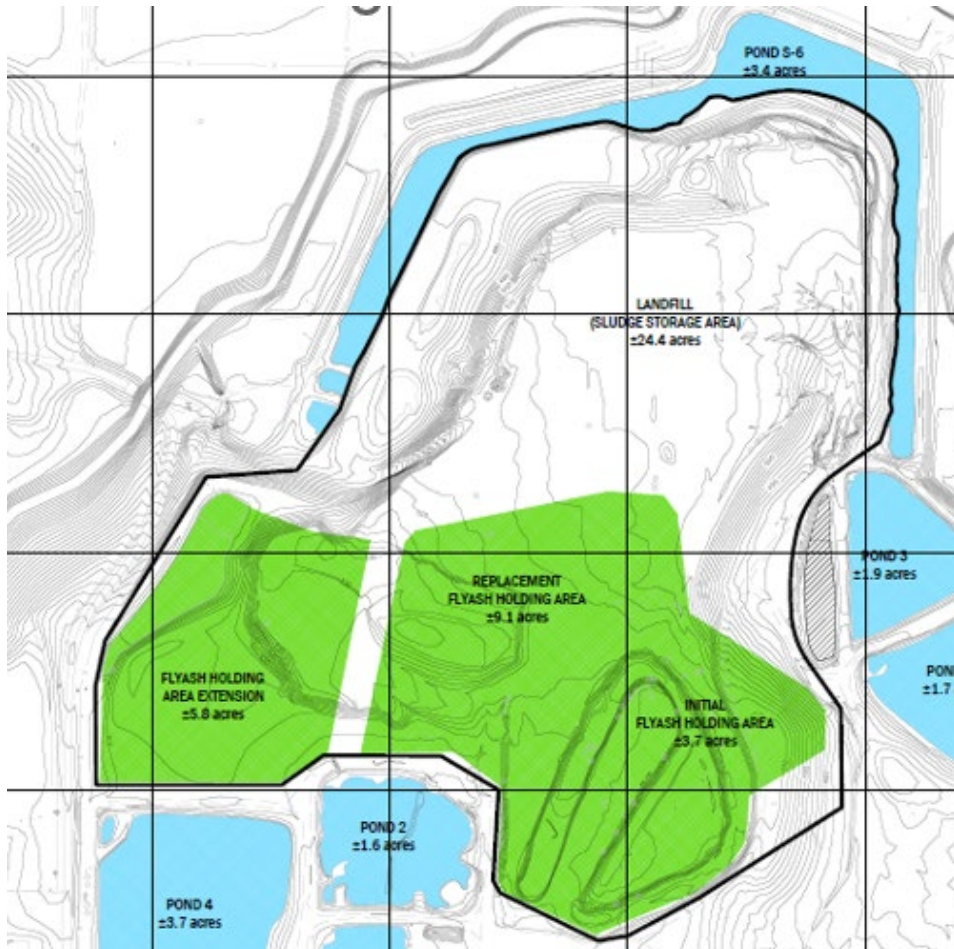 POND S-6
±3.4 acres
LANDFILL
(SLUDGE STORAGE AREA)
±24.4 acres
POND 3
±1.9 acres
REPLACEMENT
FLYASH HOLDING AREA
±9.1 acres
FLYASH HOLDING
AREA EXTENSION
±5.8 acres
INITIAL
FLYASH HOLDING AREA
±3.7 acres
PON
±1.7
POND 2
±1.6 acres
POND 4
±3.7 acres